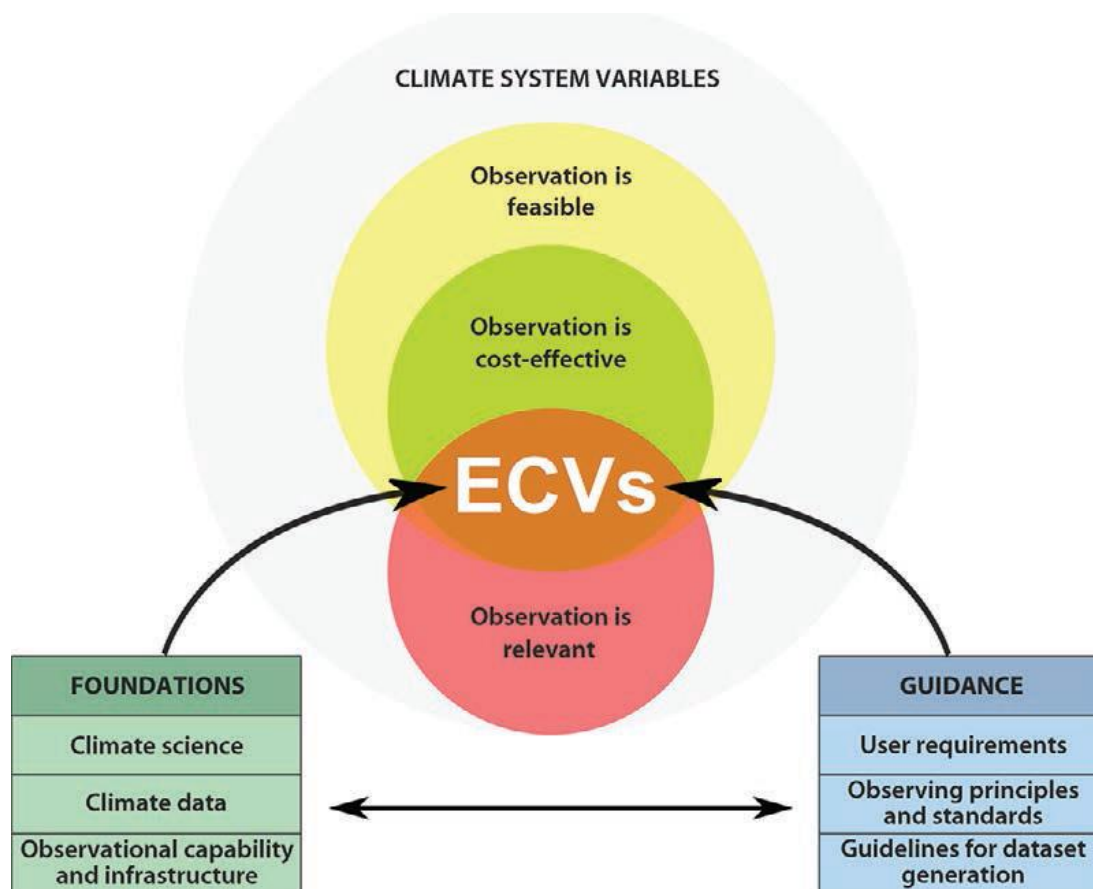 CLIMATE SYSTEM VARIABLES
Observation is
feasible
Observation is
cost-effective
ECVs
Observation is
relevant
FOUNDATIONS
Climate science
Climate data
Observational capability
and infrastructure
GUIDANCE
User requirements
Observing principles
and standards
Guidelines for dataset
generation